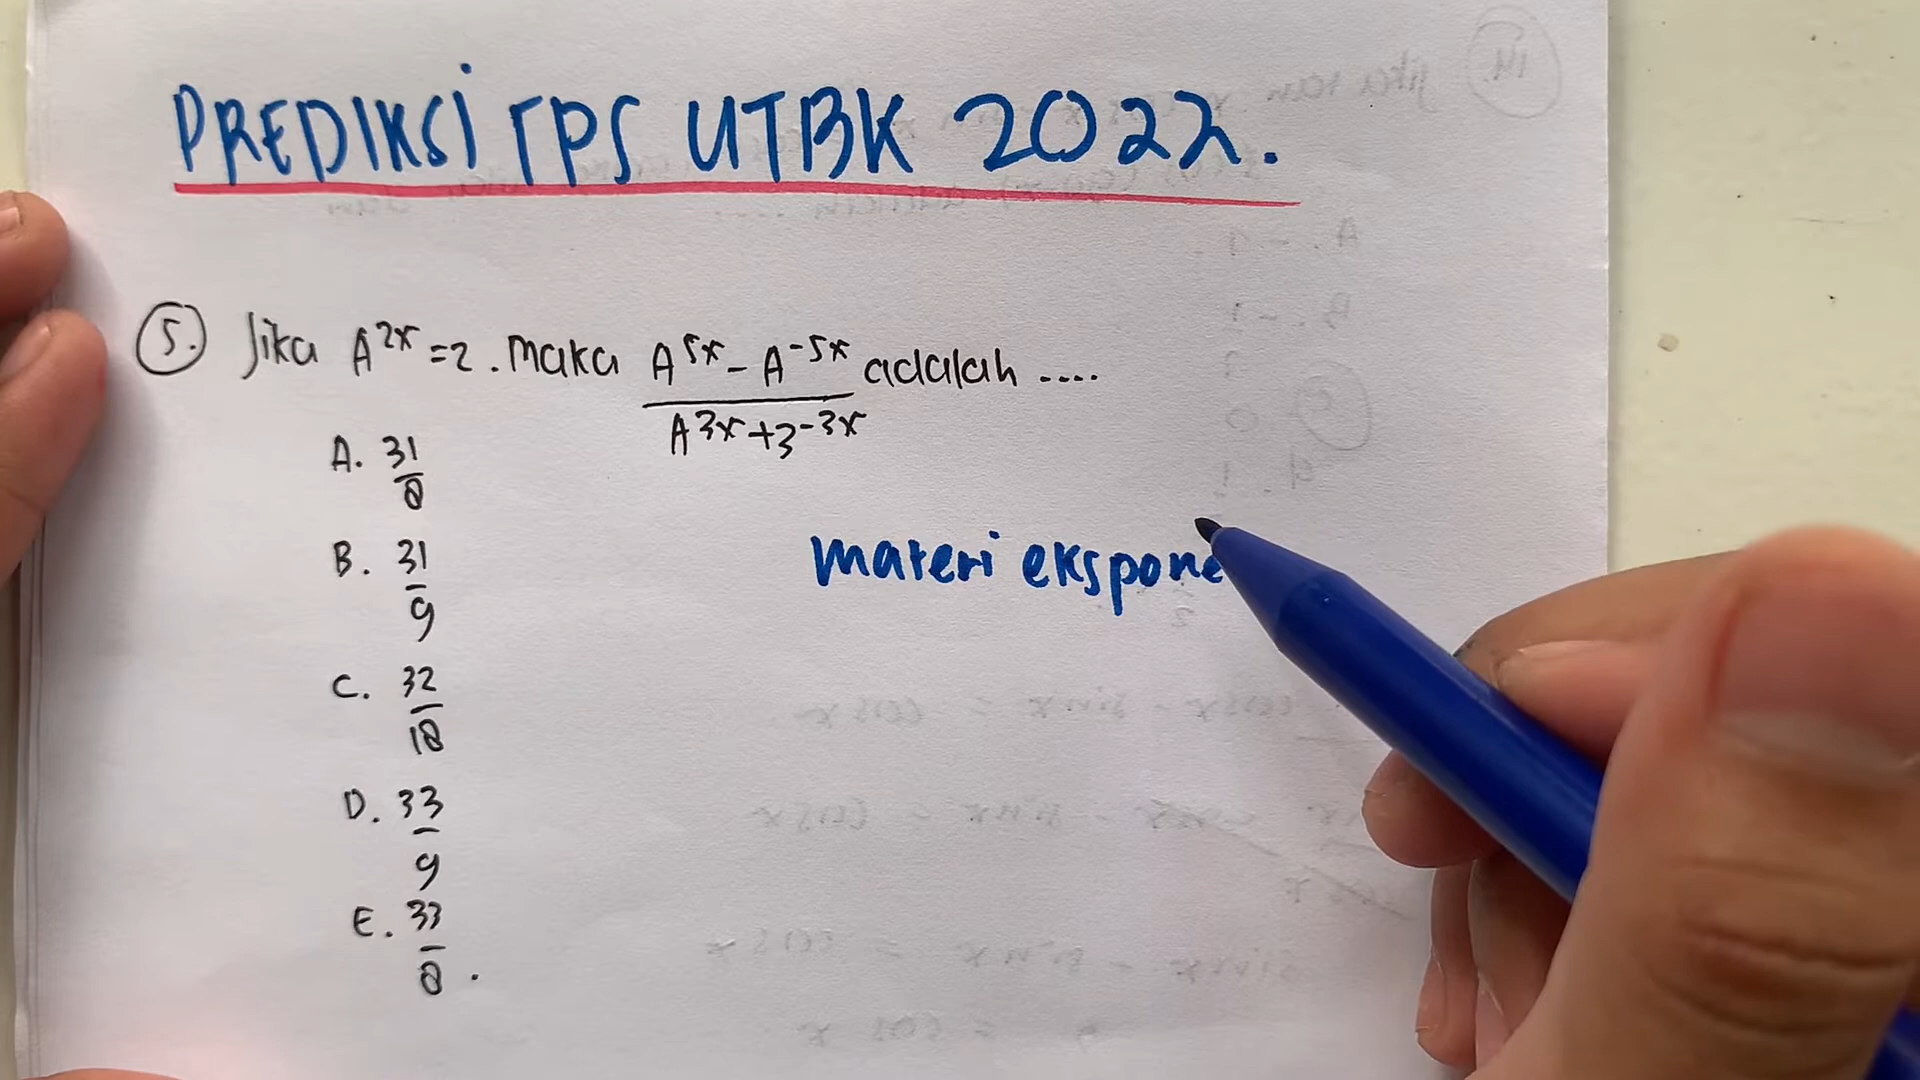 PREDIKSI TPS UTBK 2022.
5. Jika A^2x = 2. maka A^5x - A^-5x adalah ....
A^3x + 3^-3x
A. 31/8
B. 31/9
C. 32/18
D. 33/9
E. 33/8.
materi ekspone